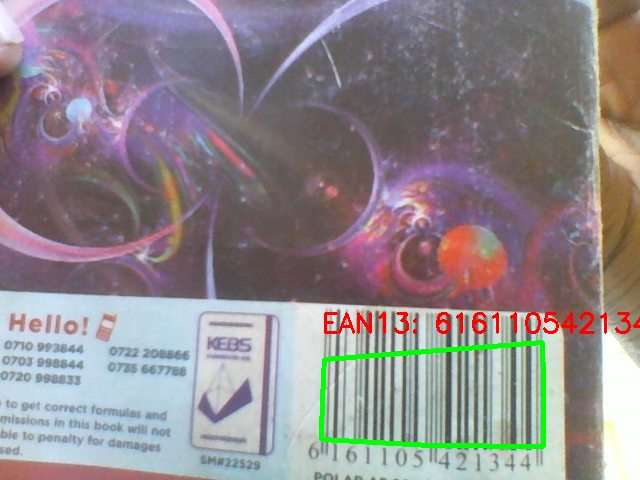 EAN13: 616110542134
Hello!
0710 993844
0722 208866
0703 998844
0735 667788
0720 998833
KEBS
e to get correct formulas and
missions in this book will not
ble to penalty for damages
sed.
SM#22529
6 161105 421344